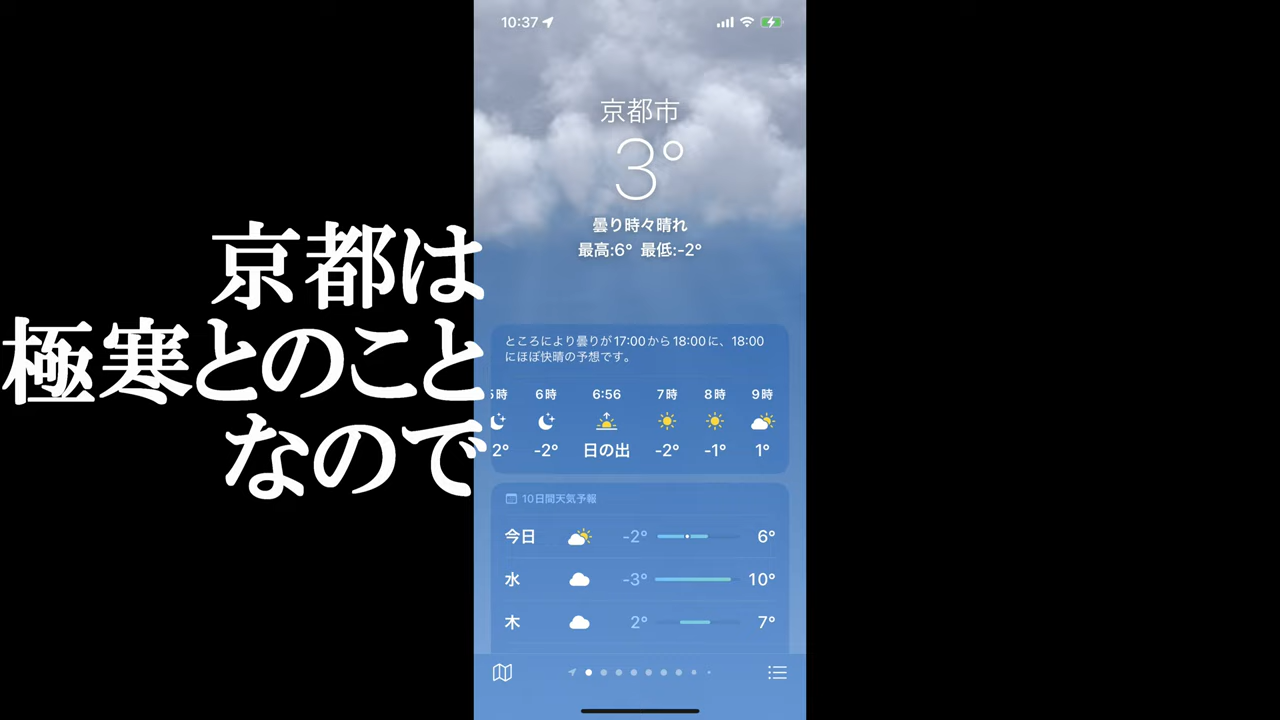 10:37
京都市
3°
曇り時々晴れ
最高:6° 最低:-2°
京都は
極寒とのこと
なので
ところにより曇りが17:00から18:00に、18:00
にほぼ快晴の予想です。
5時 6時 6:56 7時 8時 9時
2° -2° 日の出 -2° -1° 1°
10日間天気予報
今日 -2° 6°
水 -3° 10°
木 2° 7°